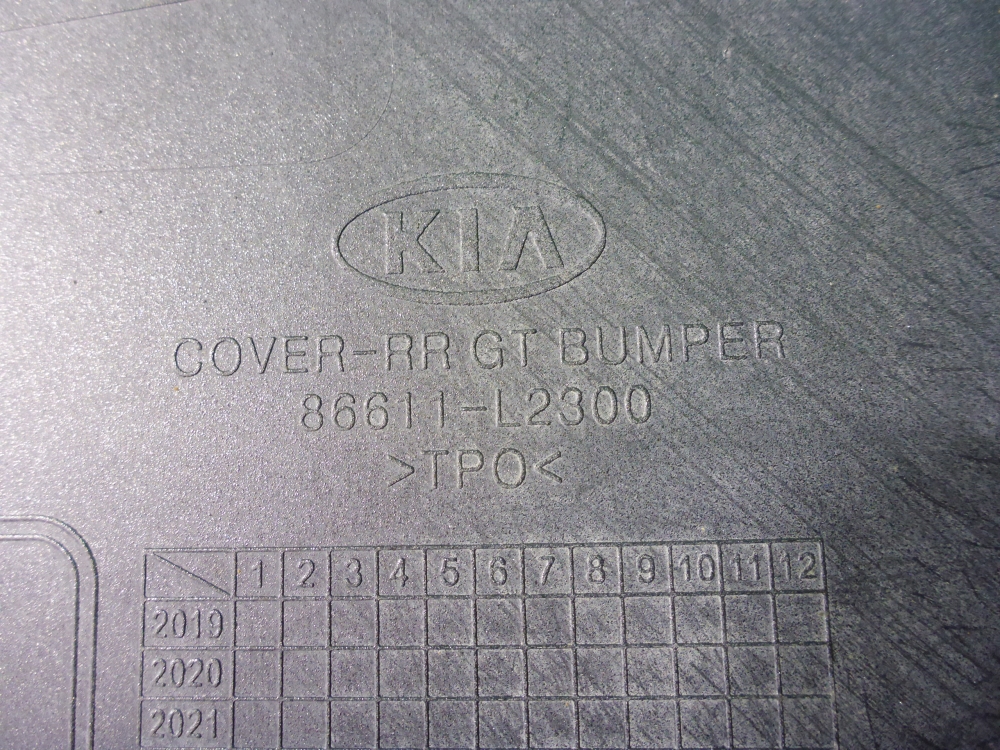 KIA
COVER-RR GT BUMPER
86611-L2300
>TPO<
1 2 3 4 5 6 7 8 9 10 11 12
2019
2020
2021